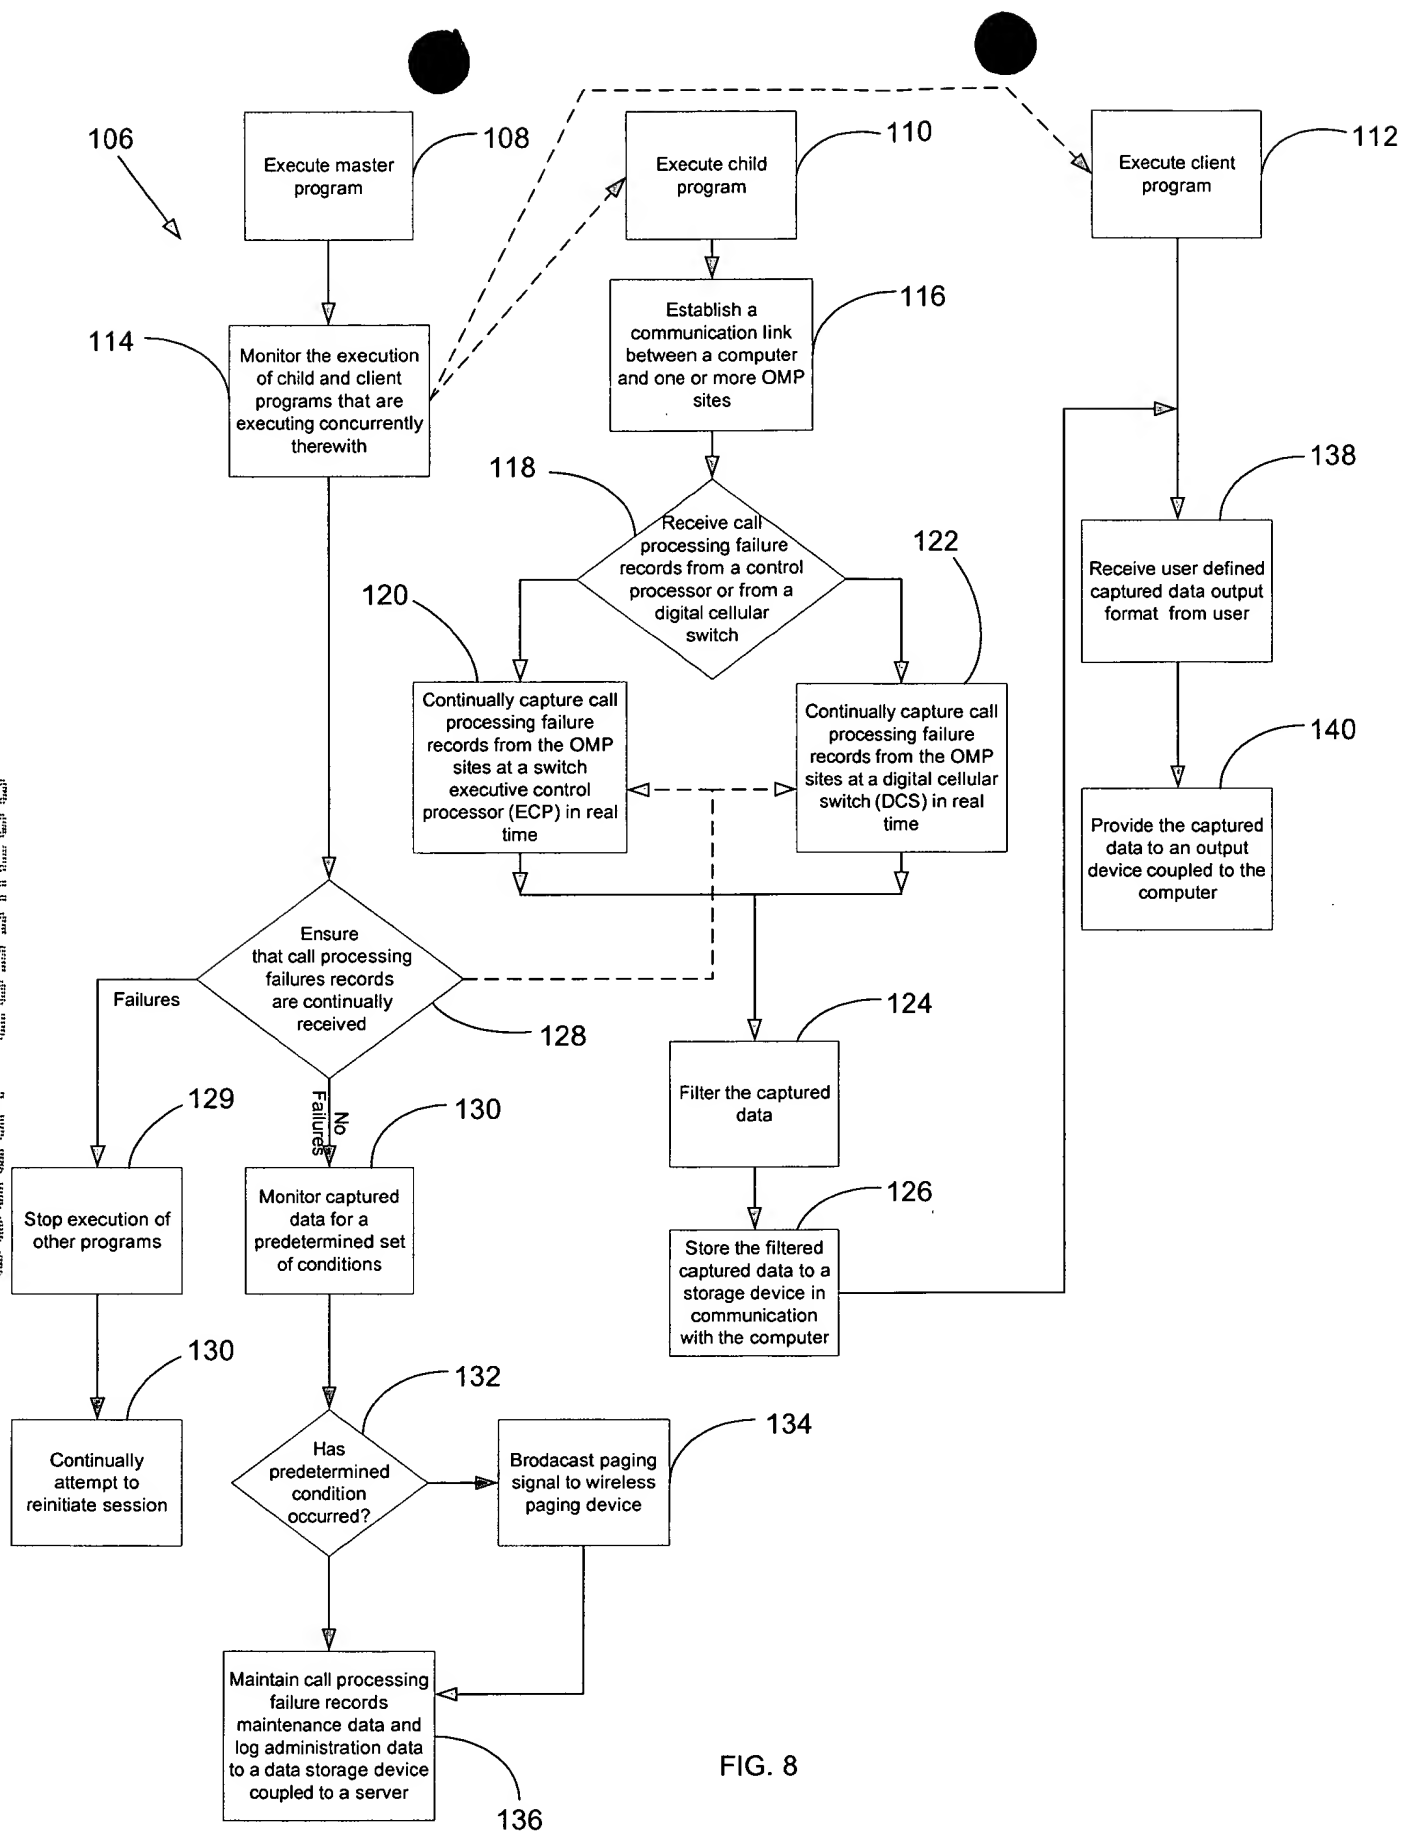 106
108
Execute master
program
110
Execute child
program
112
Execute client
program
114
Monitor the execution
of child and client
programs that are
executing concurrently
therewith
116
Establish a
communication link
between a computer
and one or more OMP
sites
118
Receive call
processing failure
records from a control
processor or from a
digital cellular
switch
120
Continually capture call
processing failure
records from the OMP
sites at a switch
executive control
processor (ECP) in real
time
122
Continually capture call
processing failure
records from the OMP
sites at a digital cellular
switch (DCS) in real
time
138
Receive user defined
captured data output
format from user
140
Provide the captured
data to an output
device coupled to the
computer
Ensure
that call processing
failures records
are continually
received
128
Failures
No
Failures
124
Filter the captured
data
126
Store the filtered
captured data to a
storage device in
communication
with the computer
129
Stop execution of
other programs
130
Monitor captured
data for a
predetermined set
of conditions
130
Continually
attempt to
reinitiate session
132
Has
predetermined
condition
occurred?
134
Brodacast paging
signal to wireless
paging device
Maintain call processing
failure records
maintenance data and
log administration data
to a data storage device
coupled to a server
136
FIG. 8